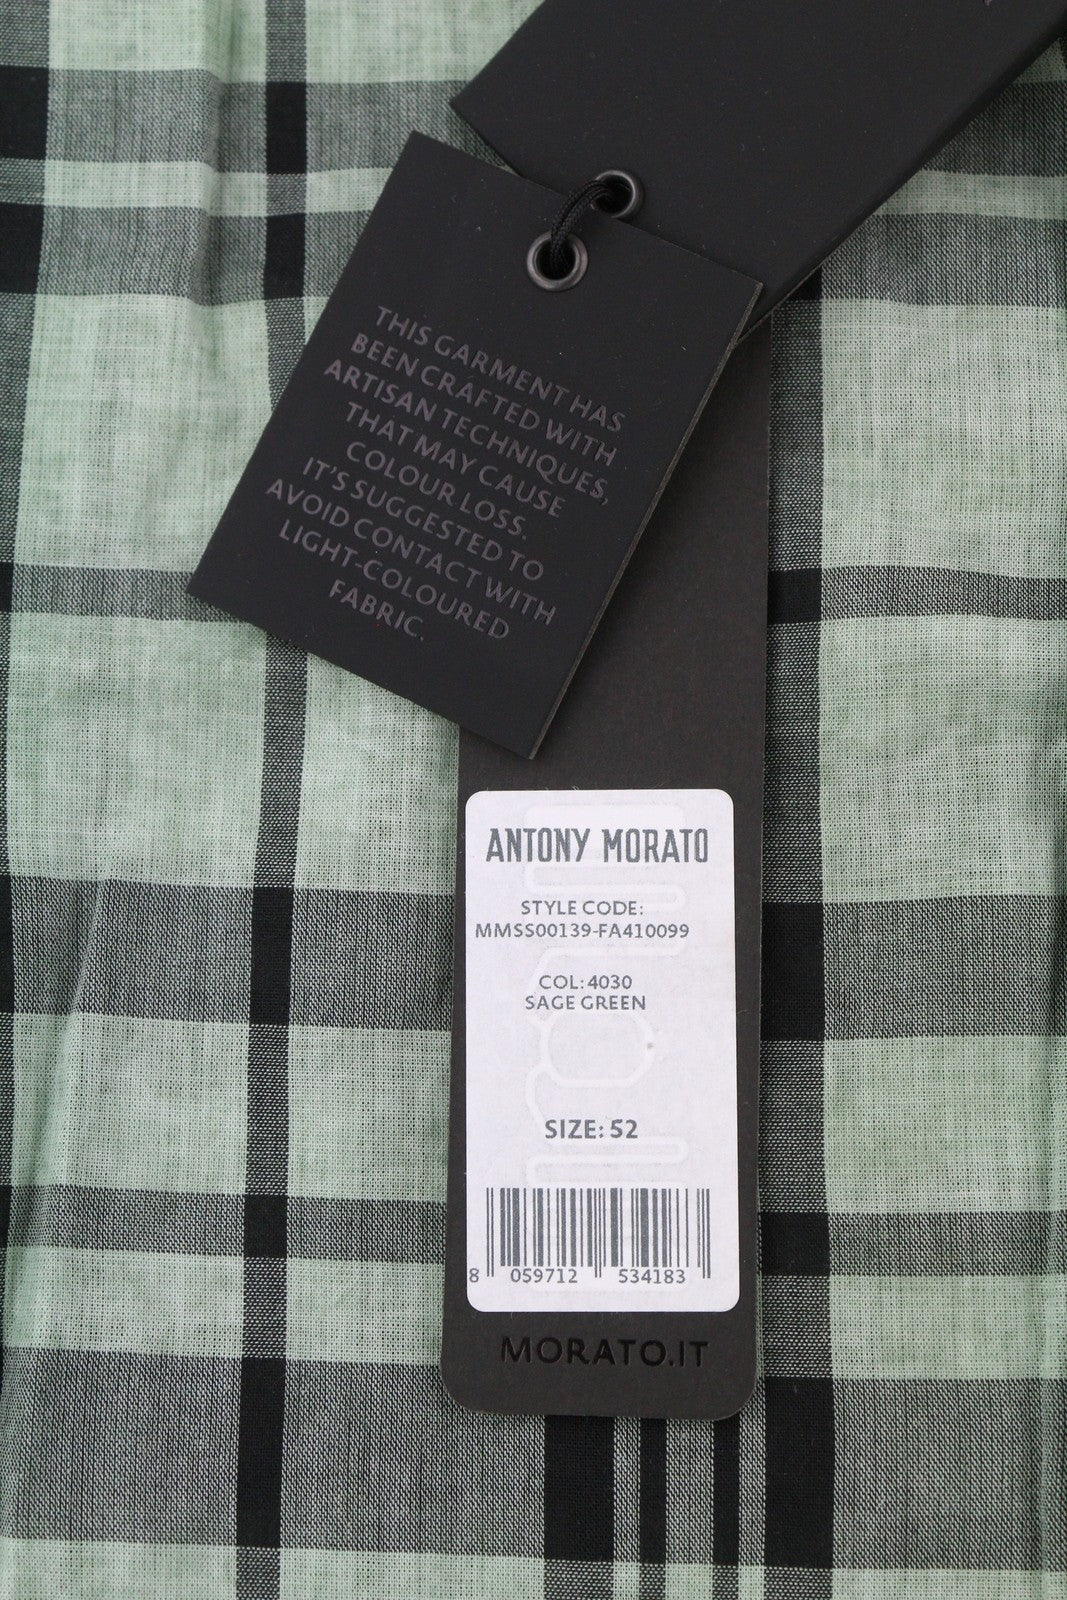 THIS GARMENT HAS
BEEN CRAFTED WITH
ARTISAN TECHNIQUES,
THAT MAY CAUSE
COLOUR LOSS.
IT'S SUGGESTED TO
AVOID CONTACT WITH
LIGHT-COLOURED
FABRIC.
ANTONY MORATO
STYLE CODE:
MMSS00139-FA410099
COL: 4030
SAGE GREEN
SIZE: 52
8 059712 534183
MORATO.IT